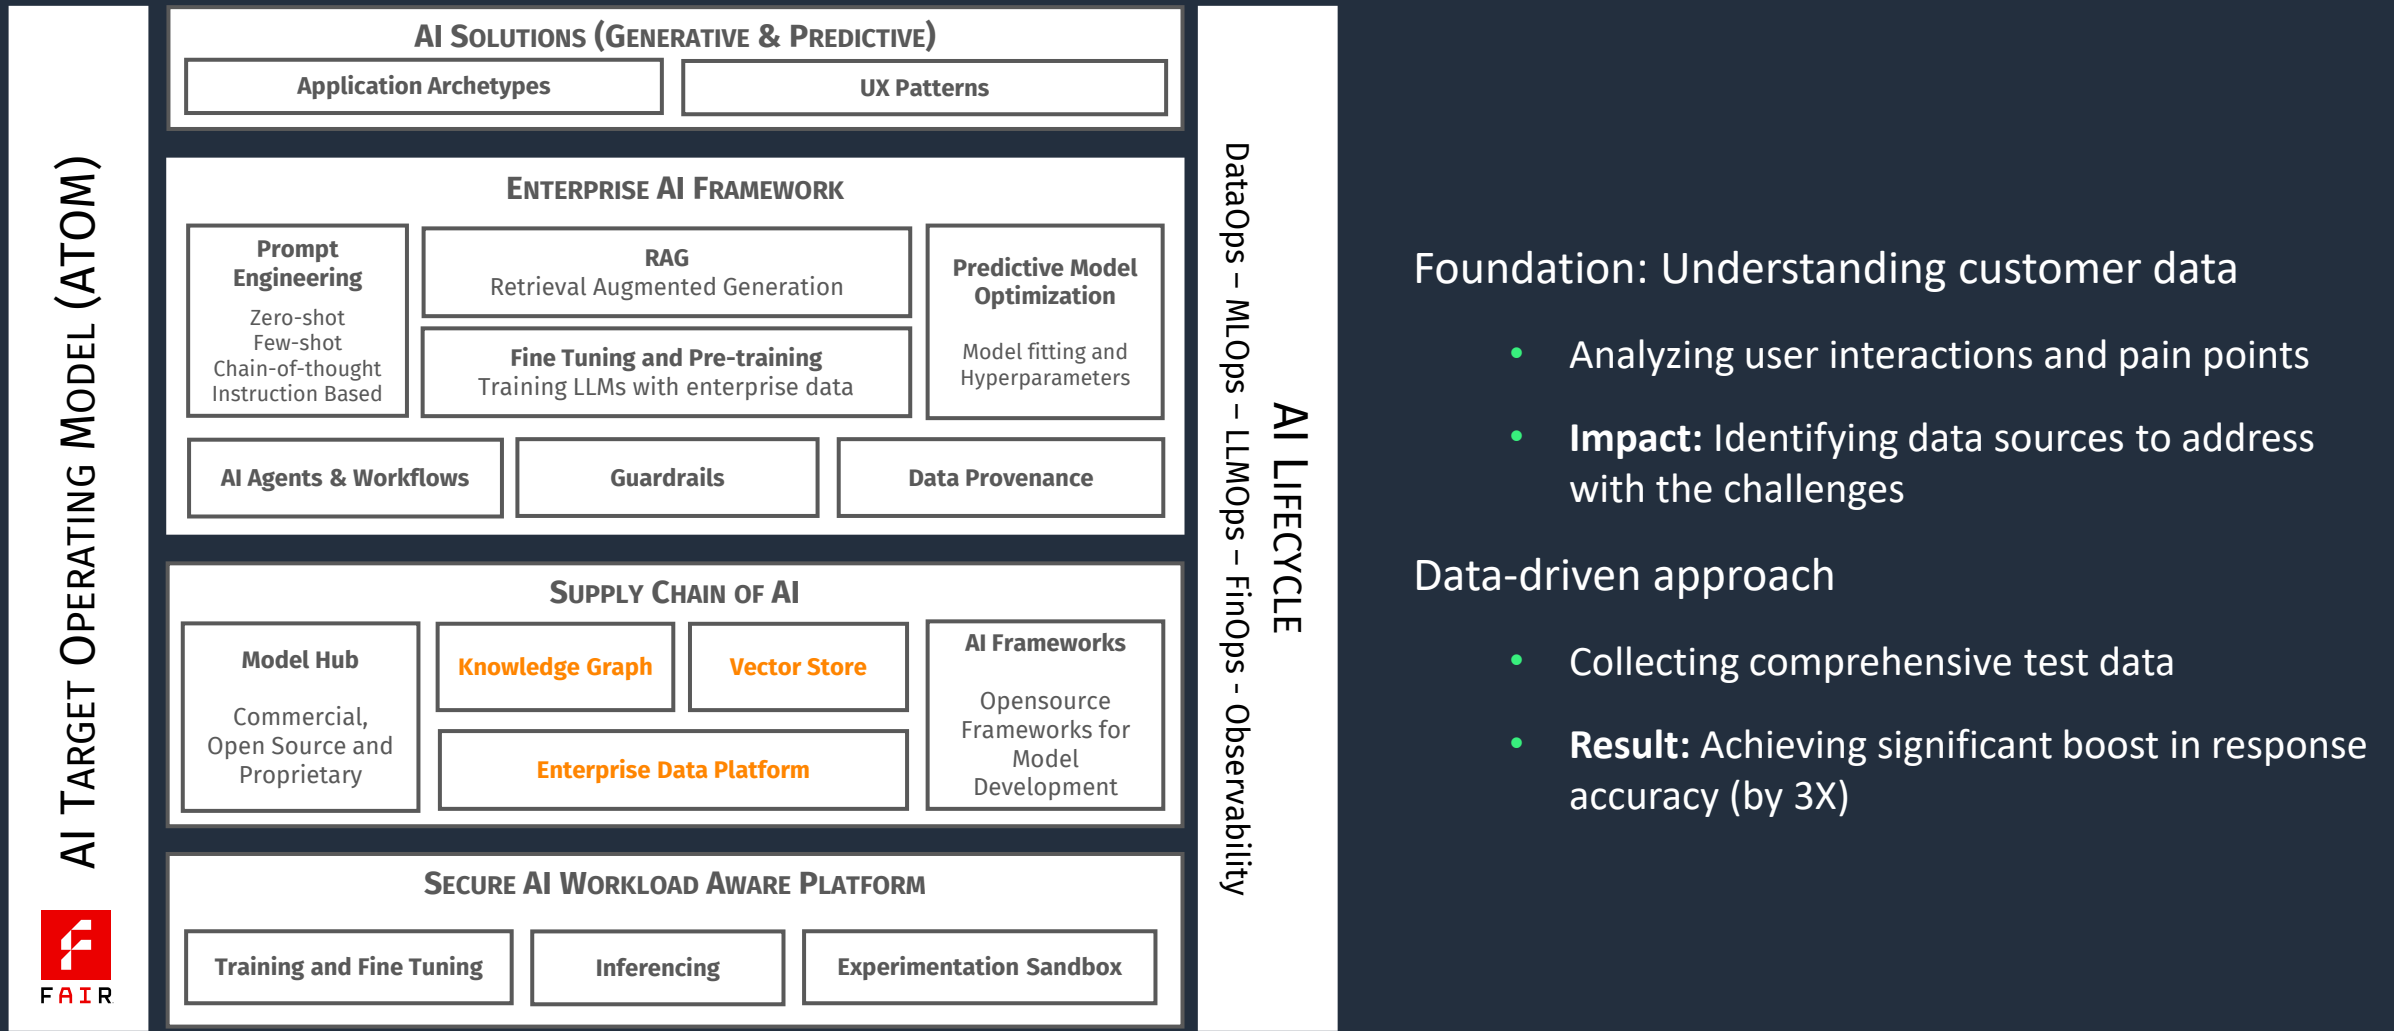 AI TARGET OPERATING MODEL (ATOM)
FAIR
AI SOLUTIONS (GENERATIVE & PREDICTIVE)
Application Archetypes
UX Patterns
ENTERPRISE AI FRAMEWORK
Prompt
Engineering
Zero-shot
Few-shot
Chain-of-thought
Instruction Based
RAG
Retrieval Augmented Generation
Fine Tuning and Pre-training
Training LLMs with enterprise data
Predictive Model
Optimization
Model fitting and
Hyperparameters
AI Agents & Workflows
Guardrails
Data Provenance
SUPPLY CHAIN OF AI
Model Hub
Commercial,
Open Source and
Proprietary
Knowledge Graph
Vector Store
Enterprise Data Platform
AI Frameworks
Opensource
Frameworks for
Model
Development
SECURE AI WORKLOAD AWARE PLATFORM
Training and Fine Tuning
Inferencing
Experimentation Sandbox
AI LIFECYCLE
DataOps – MLOps – LLMOps – FinOps - Observability
Foundation: Understanding customer data
• Analyzing user interactions and pain points
• Impact: Identifying data sources to address
with the challenges
Data-driven approach
• Collecting comprehensive test data
• Result: Achieving significant boost in response
accuracy (by 3X)